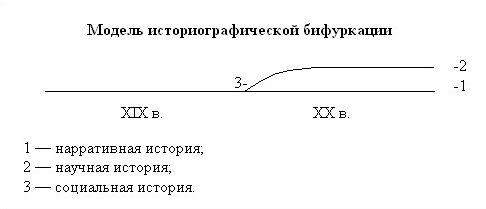 Модель историографической бифуркации
-2
3-
-1
XIX в.
XX в.
1 — нарративная история;
2 — научная история;
3 — социальная история.